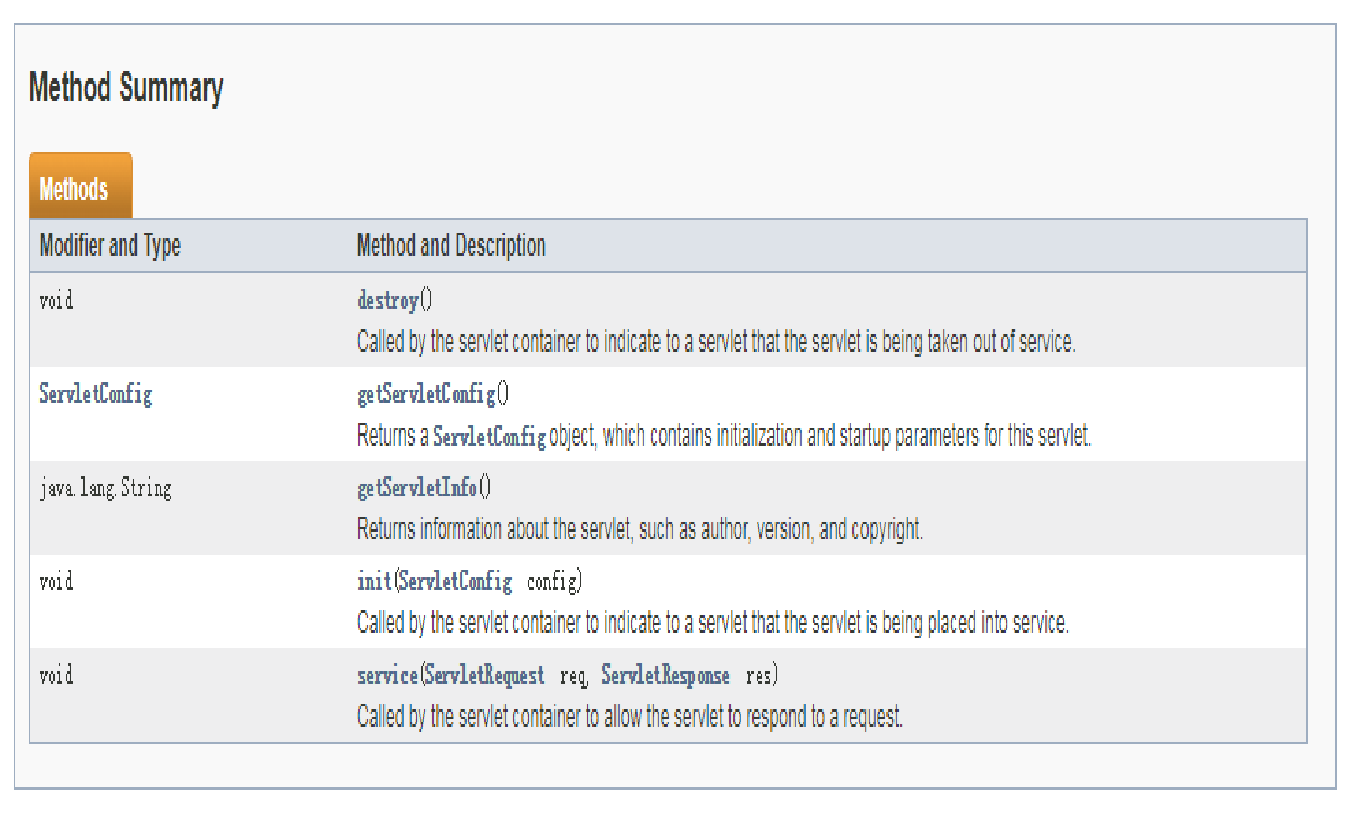 Method Summary
Methods
Modifier and Type Method and Description
void destroy()
Called by the servlet container to indicate to a servlet that the servlet is being taken out of service.
ServletConfig getServletConfig()
Returns a ServletConfig object, which contains initialization and startup parameters for this servlet.
java.lang.String getServletInfo()
Returns information about the servlet, such as author, version, and copyright.
void init(ServletConfig config)
Called by the servlet container to indicate to a servlet that the servlet is being placed into service.
void service(ServletRequest req, ServletResponse res)
Called by the servlet container to allow the servlet to respond to a request.